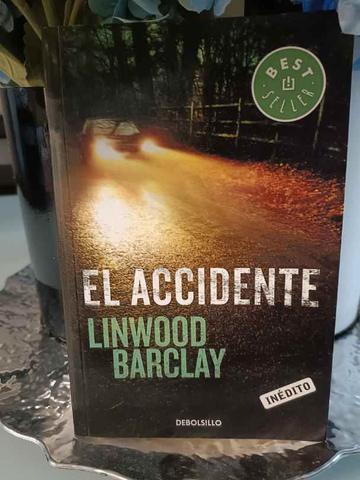 BEST
SELLER
EL ACCIDENTE
LINWOOD
BARCLAY
INÉDITO
DEBOLSILLO